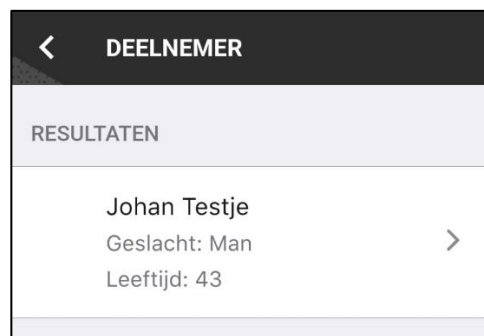 DEELNEMER
RESULTATEN
Johan Testje
Geslacht: Man
Leeftijd: 43